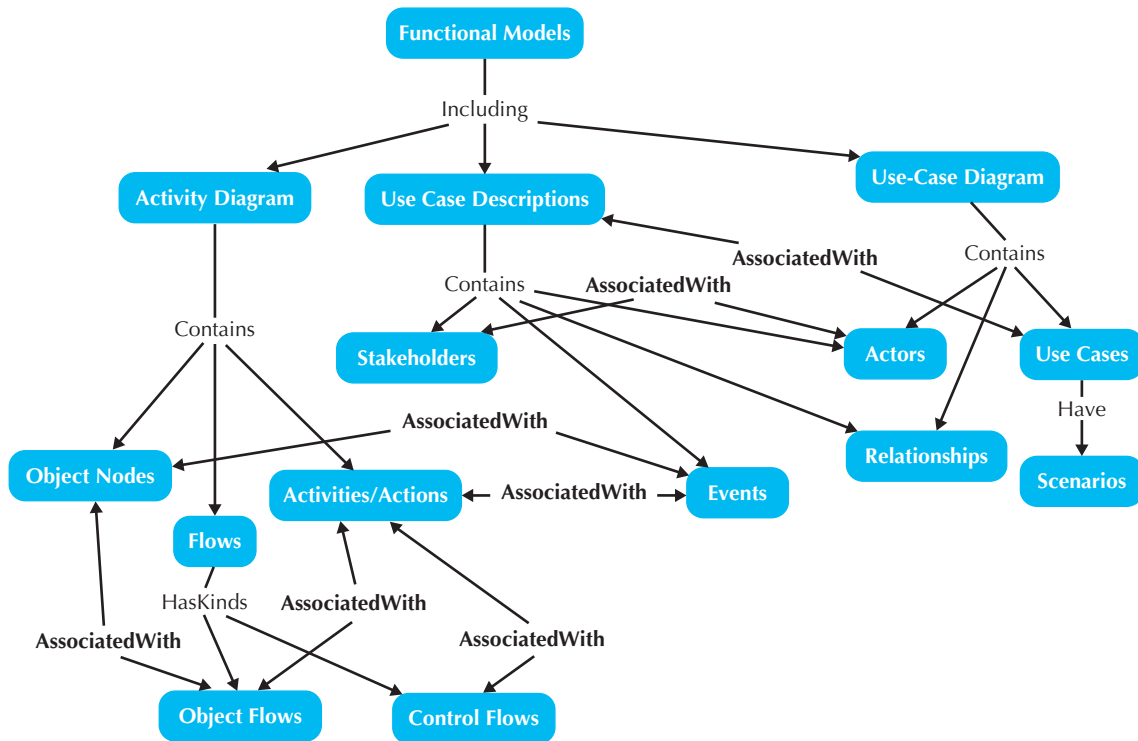 Functional Models
Including
Activity Diagram
Use Case Descriptions
Use-Case Diagram
AssociatedWith
Contains
Contains
AssociatedWith
Contains
Stakeholders
Actors
Use Cases
Have
AssociatedWith
Object Nodes
Activities/Actions
AssociatedWith
Events
Relationships
Scenarios
Flows
HasKinds
AssociatedWith
AssociatedWith
AssociatedWith
Object Flows
Control Flows